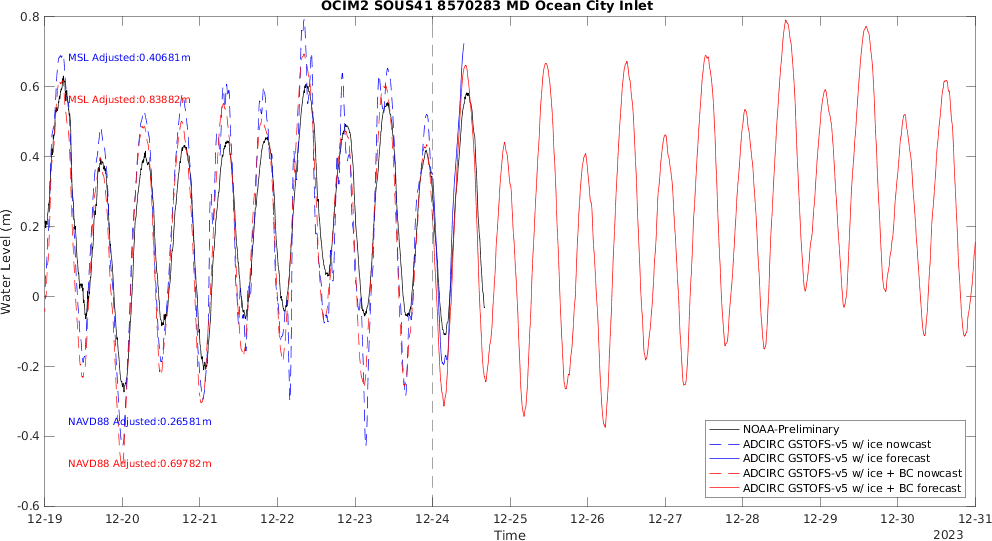 OCIM2 SOUS41 8570283 MD Ocean City Inlet
0.8
0.6
0.4
0.2
0
-0.2
-0.4
-0.6
Water Level (m)
MSL Adjusted:0.40681m
MSL Adjusted:0.83882m
NAVD88 Adjusted:0.26581m
NAVD88 Adjusted:0.69782m
NOAA-Preliminary
ADCIRC GSTOFS-v5 w/ ice nowcast
ADCIRC GSTOFS-v5 w/ ice forecast
ADCIRC GSTOFS-v5 w/ ice + BC nowcast
ADCIRC GSTOFS-v5 w/ ice + BC forecast
12-19 12-20 12-21 12-22 12-23 12-24 12-25 12-26 12-27 12-28 12-29 12-30 12-31
Time
2023